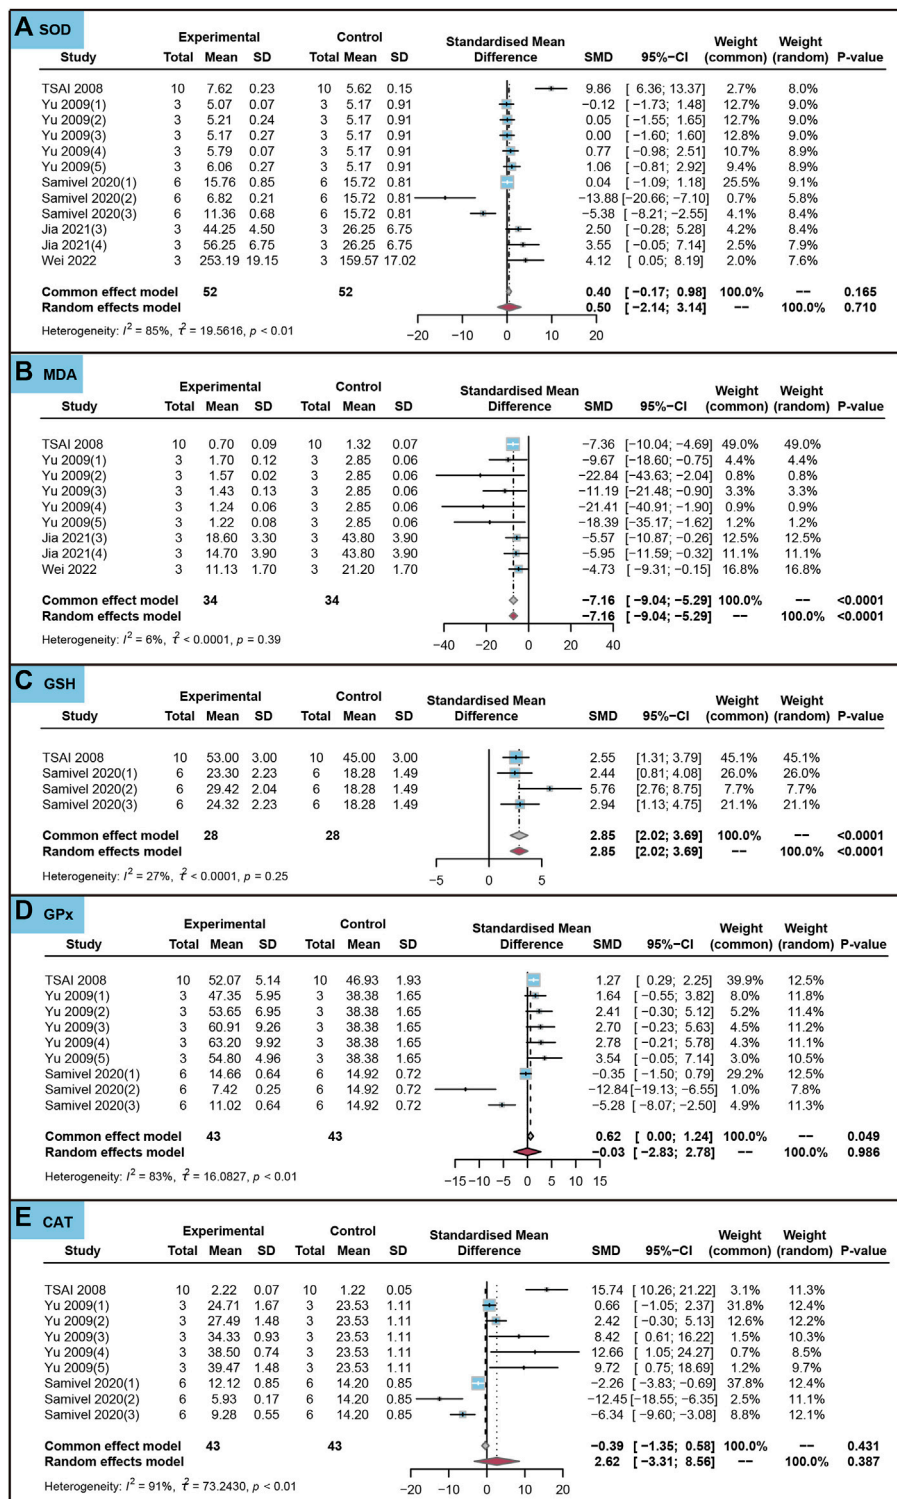 A SOD
Experimental Control Standardised Mean Weight Weight
Study Total Mean SD Total Mean SD Difference SMD 95%−CI (common) (random) P-value
TSAI 2008 10 7.62 0.23 10 5.62 0.15 9.86 [ 6.36; 13.37] 2.7% 8.0%
Yu 2009(1) 3 5.07 0.07 3 5.17 0.91 −0.12 [ −1.73; 1.48] 12.7% 9.0%
Yu 2009(2) 3 5.21 0.24 3 5.17 0.91 0.05 [ −1.55; 1.65] 12.7% 9.0%
Yu 2009(3) 3 5.17 0.27 3 5.17 0.91 0.00 [ −1.60; 1.60] 12.8% 9.0%
Yu 2009(4) 3 5.79 0.07 3 5.17 0.91 0.77 [ −0.98; 2.51] 10.7% 8.9%
Yu 2009(5) 3 6.06 0.27 3 5.17 0.91 1.06 [ −0.81; 2.92] 9.4% 8.9%
Samivel 2020(1) 6 15.76 0.85 6 15.72 0.81 0.04 [ −1.09; 1.18] 25.5% 9.1%
Samivel 2020(2) 6 6.82 0.21 6 15.72 0.81 −13.88 [−20.66; −7.10] 0.7% 5.8%
Samivel 2020(3) 6 11.36 0.68 6 15.72 0.81 −5.38 [ −8.21; −2.55] 4.1% 8.4%
Jia 2021(3) 3 44.25 4.50 3 26.25 6.75 2.50 [ −0.28; 5.28] 4.2% 8.4%
Jia 2021(4) 3 56.25 6.75 3 26.25 6.75 3.55 [ −0.05; 7.14] 2.5% 7.9%
Wei 2022 3 253.19 19.15 3 159.57 17.02 4.12 [ 0.05; 8.19] 2.0% 7.6%
Common effect model 52 52 0.40 [ −0.17; 0.98] 100.0% −− 0.165
Random effects model 0.50 [ −2.14; 3.14] −− 100.0% 0.710
Heterogeneity: I² = 85%, τ² = 19.5616, p < 0.01
−20 −10 0 10 20
B MDA
Experimental Control Standardised Mean Weight Weight
Study Total Mean SD Total Mean SD Difference SMD 95%−CI (common) (random) P-value
TSAI 2008 10 0.70 0.09 10 1.32 0.07 −7.36 [−10.04; −4.69] 49.0% 49.0%
Yu 2009(1) 3 1.70 0.12 3 2.85 0.06 −9.67 [−18.60; −0.75] 4.4% 4.4%
Yu 2009(2) 3 1.57 0.02 3 2.85 0.06 −22.84 [−43.63; −2.04] 0.8% 0.8%
Yu 2009(3) 3 1.43 0.13 3 2.85 0.06 −11.19 [−21.48; −0.90] 3.3% 3.3%
Yu 2009(4) 3 1.24 0.06 3 2.85 0.06 −21.41 [−40.91; −1.90] 0.9% 0.9%
Yu 2009(5) 3 1.22 0.08 3 2.85 0.06 −18.39 [−35.17; −1.62] 1.2% 1.2%
Jia 2021(3) 3 18.60 3.30 3 43.80 3.90 −5.57 [−10.87; −0.26] 12.5% 12.5%
Jia 2021(4) 3 14.70 3.90 3 43.80 3.90 −5.95 [−11.59; −0.32] 11.1% 11.1%
Wei 2022 3 11.13 1.70 3 21.20 1.70 −4.73 [ −9.31; −0.15] 16.8% 16.8%
Common effect model 34 34 −7.16 [ −9.04; −5.29] 100.0% −− <0.0001
Random effects model −7.16 [ −9.04; −5.29] −− 100.0% <0.0001
Heterogeneity: I² = 6%, τ² < 0.0001, p = 0.39
−40 −20 0 20 40
C GSH
Experimental Control Standardised Mean Weight Weight
Study Total Mean SD Total Mean SD Difference SMD 95%−CI (common) (random) P-value
TSAI 2008 10 53.00 3.00 10 45.00 3.00 2.55 [1.31; 3.79] 45.1% 45.1%
Samivel 2020(1) 6 23.30 2.23 6 18.28 1.49 2.44 [0.81; 4.08] 26.0% 26.0%
Samivel 2020(2) 6 29.42 2.04 6 18.28 1.49 5.76 [2.76; 8.75] 7.7% 7.7%
Samivel 2020(3) 6 24.32 2.23 6 18.28 1.49 2.94 [1.13; 4.75] 21.1% 21.1%
Common effect model 28 28 2.85 [2.02; 3.69] 100.0% −− <0.0001
Random effects model 2.85 [2.02; 3.69] −− 100.0% <0.0001
Heterogeneity: I² = 27%, τ² < 0.0001, p = 0.25
−5 0 5
D GPx
Experimental Control Standardised Mean Weight Weight
Study Total Mean SD Total Mean SD Difference SMD 95%−CI (common) (random) P-value
TSAI 2008 10 52.07 5.14 10 46.93 1.93 1.27 [ 0.29; 2.25] 39.9% 12.5%
Yu 2009(1) 3 47.35 5.95 3 38.38 1.65 1.64 [ −0.55; 3.82] 8.0% 11.8%
Yu 2009(2) 3 53.65 6.95 3 38.38 1.65 2.41 [ −0.30; 5.12] 5.2% 11.4%
Yu 2009(3) 3 60.91 9.26 3 38.38 1.65 2.70 [ −0.23; 5.63] 4.5% 11.2%
Yu 2009(4) 3 63.20 9.92 3 38.38 1.65 2.78 [ −0.21; 5.78] 4.3% 11.1%
Yu 2009(5) 3 54.80 4.96 3 38.38 1.65 3.54 [ −0.05; 7.14] 3.0% 10.5%
Samivel 2020(1) 6 14.66 0.64 6 14.92 0.72 −0.35 [ −1.50; 0.79] 29.2% 12.5%
Samivel 2020(2) 6 7.42 0.25 6 14.92 0.72 −12.84 [−19.13; −6.55] 1.0% 7.8%
Samivel 2020(3) 6 11.02 0.64 6 14.92 0.72 −5.28 [ −8.07; −2.50] 4.9% 11.3%
Common effect model 43 43 0.62 [ 0.00; 1.24] 100.0% −− 0.049
Random effects model −0.03 [ −2.83; 2.78] −− 100.0% 0.986
Heterogeneity: I² = 83%, τ² = 16.0827, p < 0.01
−15 −10 −5 0 5 10 15
E CAT
Experimental Control Standardised Mean Weight Weight
Study Total Mean SD Total Mean SD Difference SMD 95%−CI (common) (random) P-value
TSAI 2008 10 2.22 0.07 10 1.22 0.05 15.74 [ 10.26; 21.22] 3.1% 11.3%
Yu 2009(1) 3 24.71 1.67 3 23.53 1.11 0.66 [ −1.05; 2.37] 31.8% 12.4%
Yu 2009(2) 3 27.49 1.48 3 23.53 1.11 2.42 [ −0.30; 5.13] 12.6% 12.2%
Yu 2009(3) 3 34.33 0.93 3 23.53 1.11 8.42 [ 0.61; 16.22] 1.5% 10.3%
Yu 2009(4) 3 38.50 0.74 3 23.53 1.11 12.66 [ 1.05; 24.27] 0.7% 8.5%
Yu 2009(5) 3 39.47 1.48 3 23.53 1.11 9.72 [ 0.75; 18.69] 1.2% 9.7%
Samivel 2020(1) 6 12.12 0.85 6 14.20 0.85 −2.26 [ −3.83; −0.69] 37.8% 12.4%
Samivel 2020(2) 6 5.93 0.17 6 14.20 0.85 −12.45 [−18.55; −6.35] 2.5% 11.1%
Samivel 2020(3) 6 9.28 0.55 6 14.20 0.85 −6.34 [ −9.60; −3.08] 8.8% 12.1%
Common effect model 43 43 −0.39 [ −1.35; 0.58] 100.0% −− 0.431
Random effects model 2.62 [ −3.31; 8.56] −− 100.0% 0.387
Heterogeneity: I² = 91%, τ² = 73.2430, p < 0.01
−20 −10 0 10 20